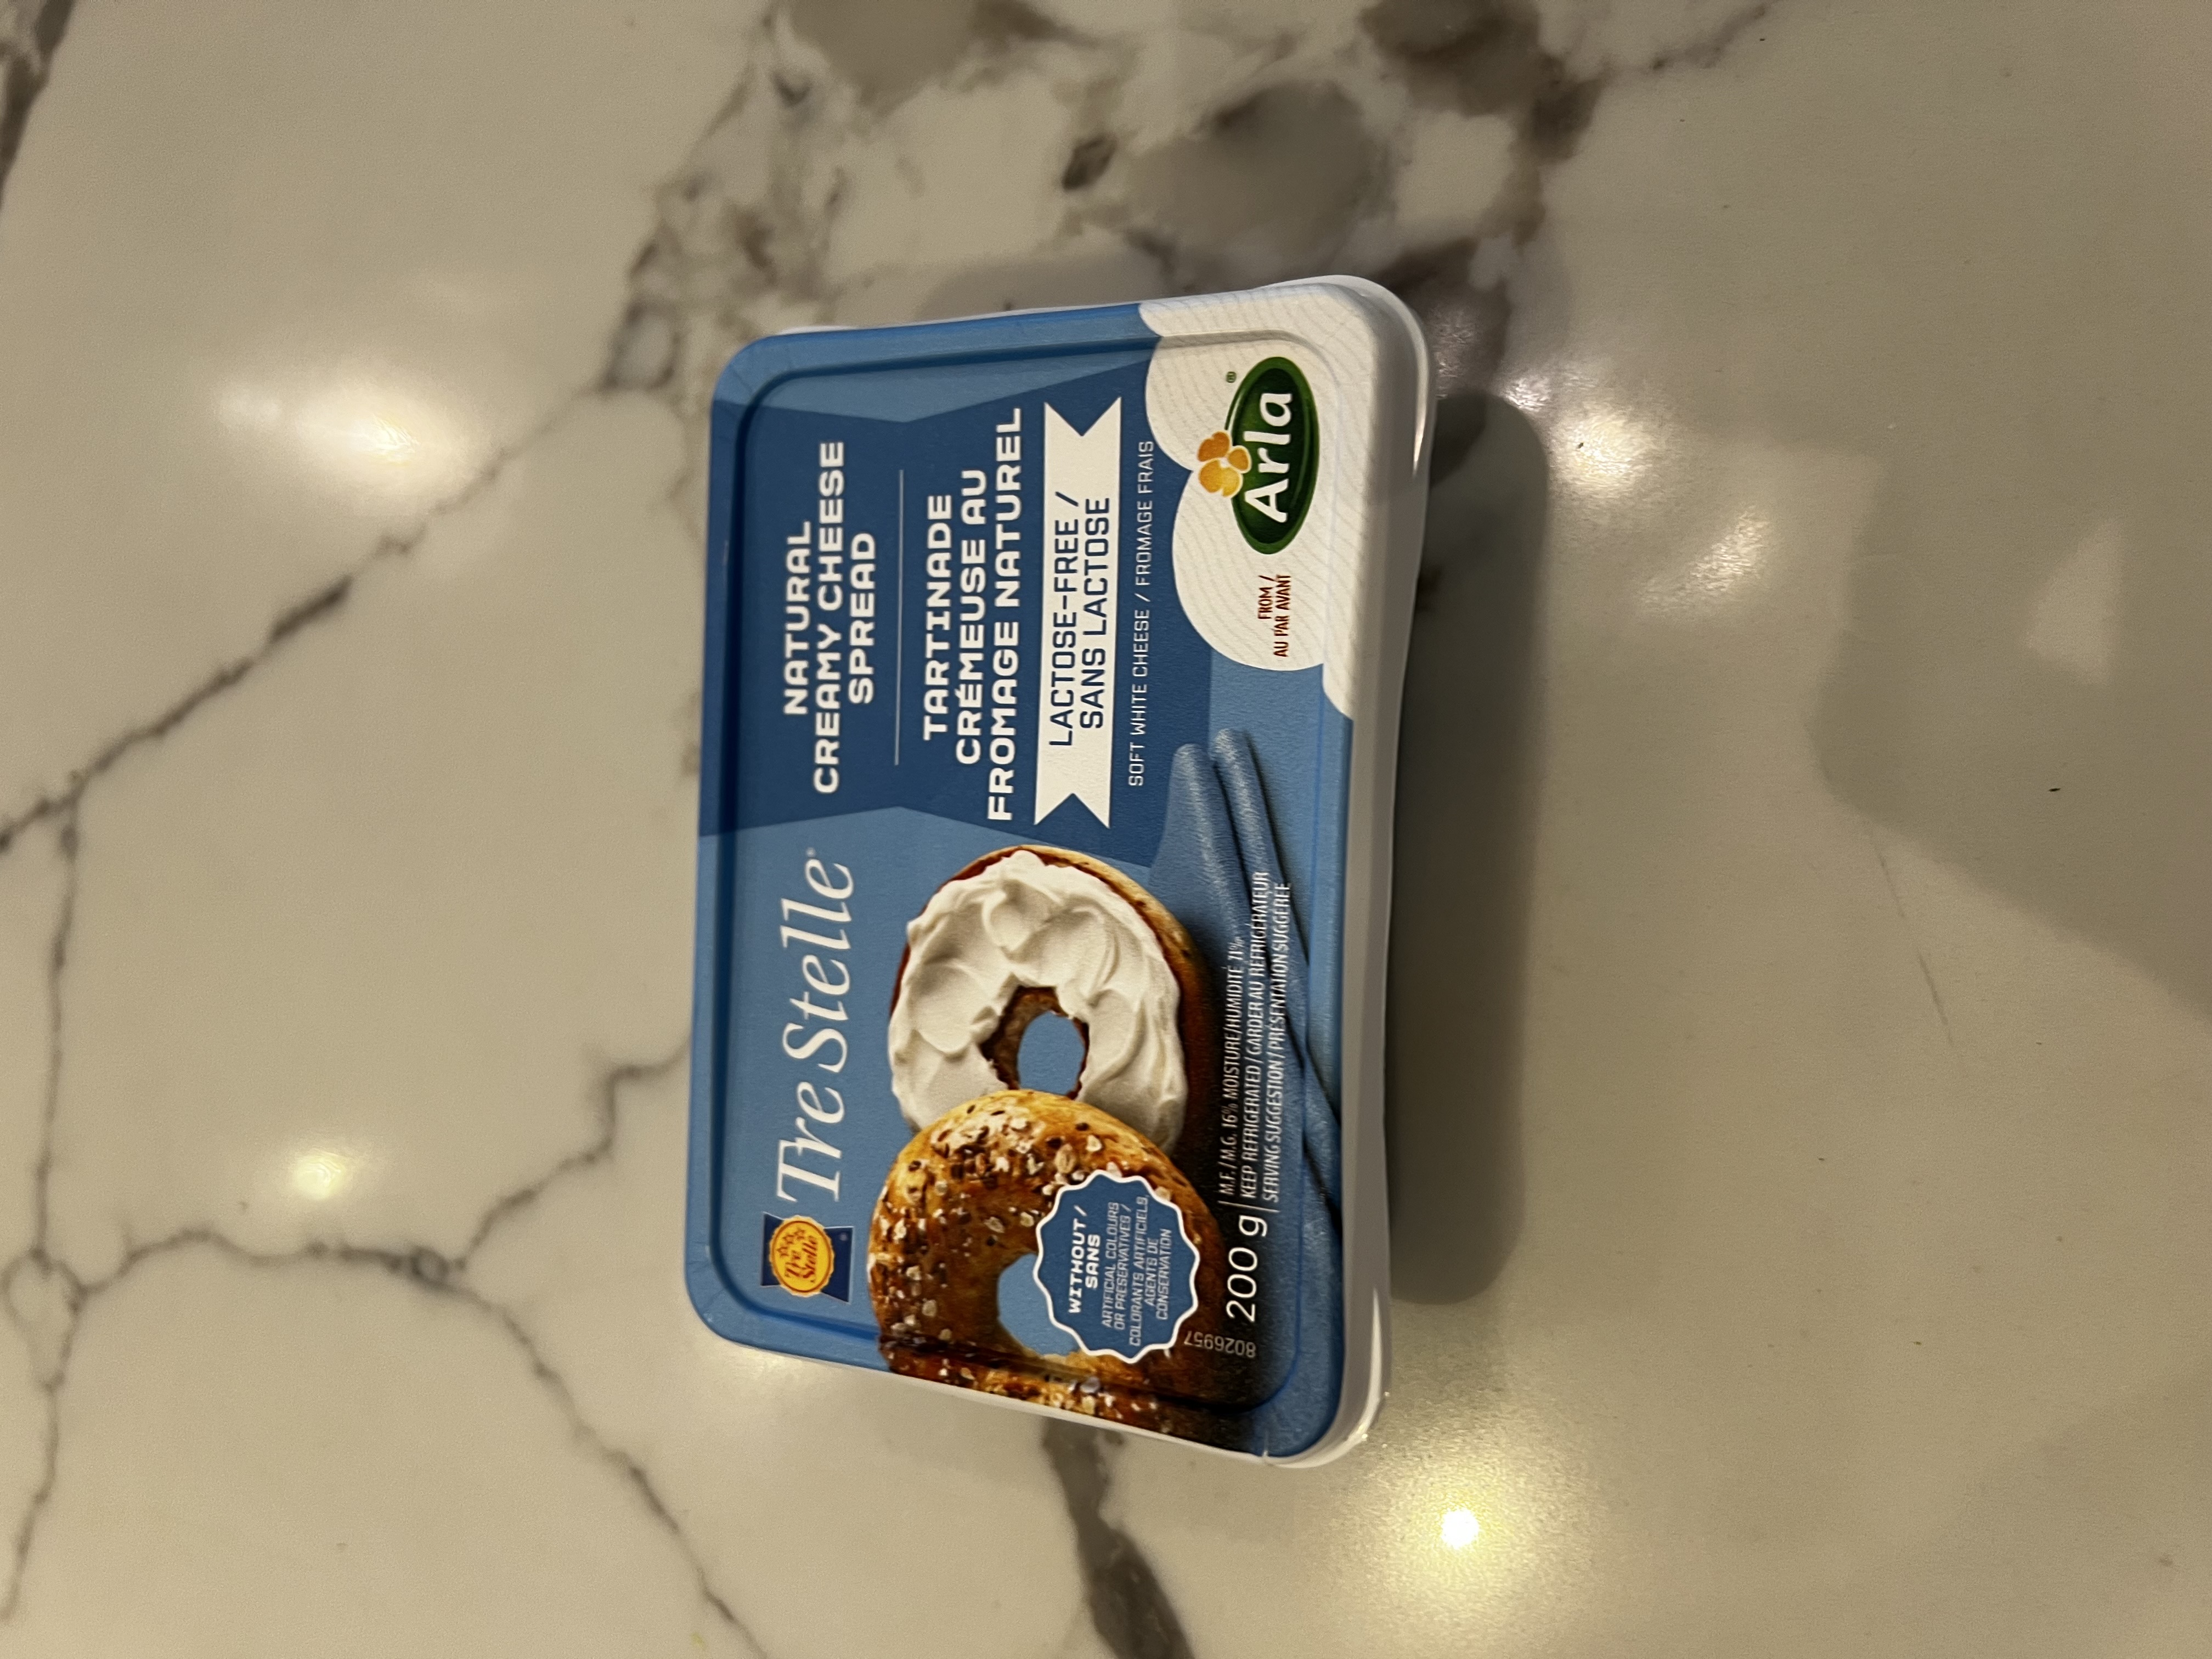 Tre Stelle
Tre Stelle
NATURAL
CREAMY CHEESE
SPREAD
TARTINADE
CRÉMEUSE AU
FROMAGE NATUREL
LACTOSE-FREE /
SANS LACTOSE
SOFT WHITE CHEESE / FROMAGE FRAIS
WITHOUT /
SANS
ARTIFICIAL COLOURS
OR PRESERVATIVES /
COLORANTS ARTIFICIELS,
AGENTS DE
CONSERVATION
8026957
200 g
M.F. / M.G. 16% MOISTURE/HUMIDITÉ 71%
KEEP REFRIGERATED / GARDER AU RÉFRIGÉRATEUR
SERVING SUGGESTION / PRÉSENTATION SUGGÉRÉE
FROM /
AU PAR AVANT
Arla®